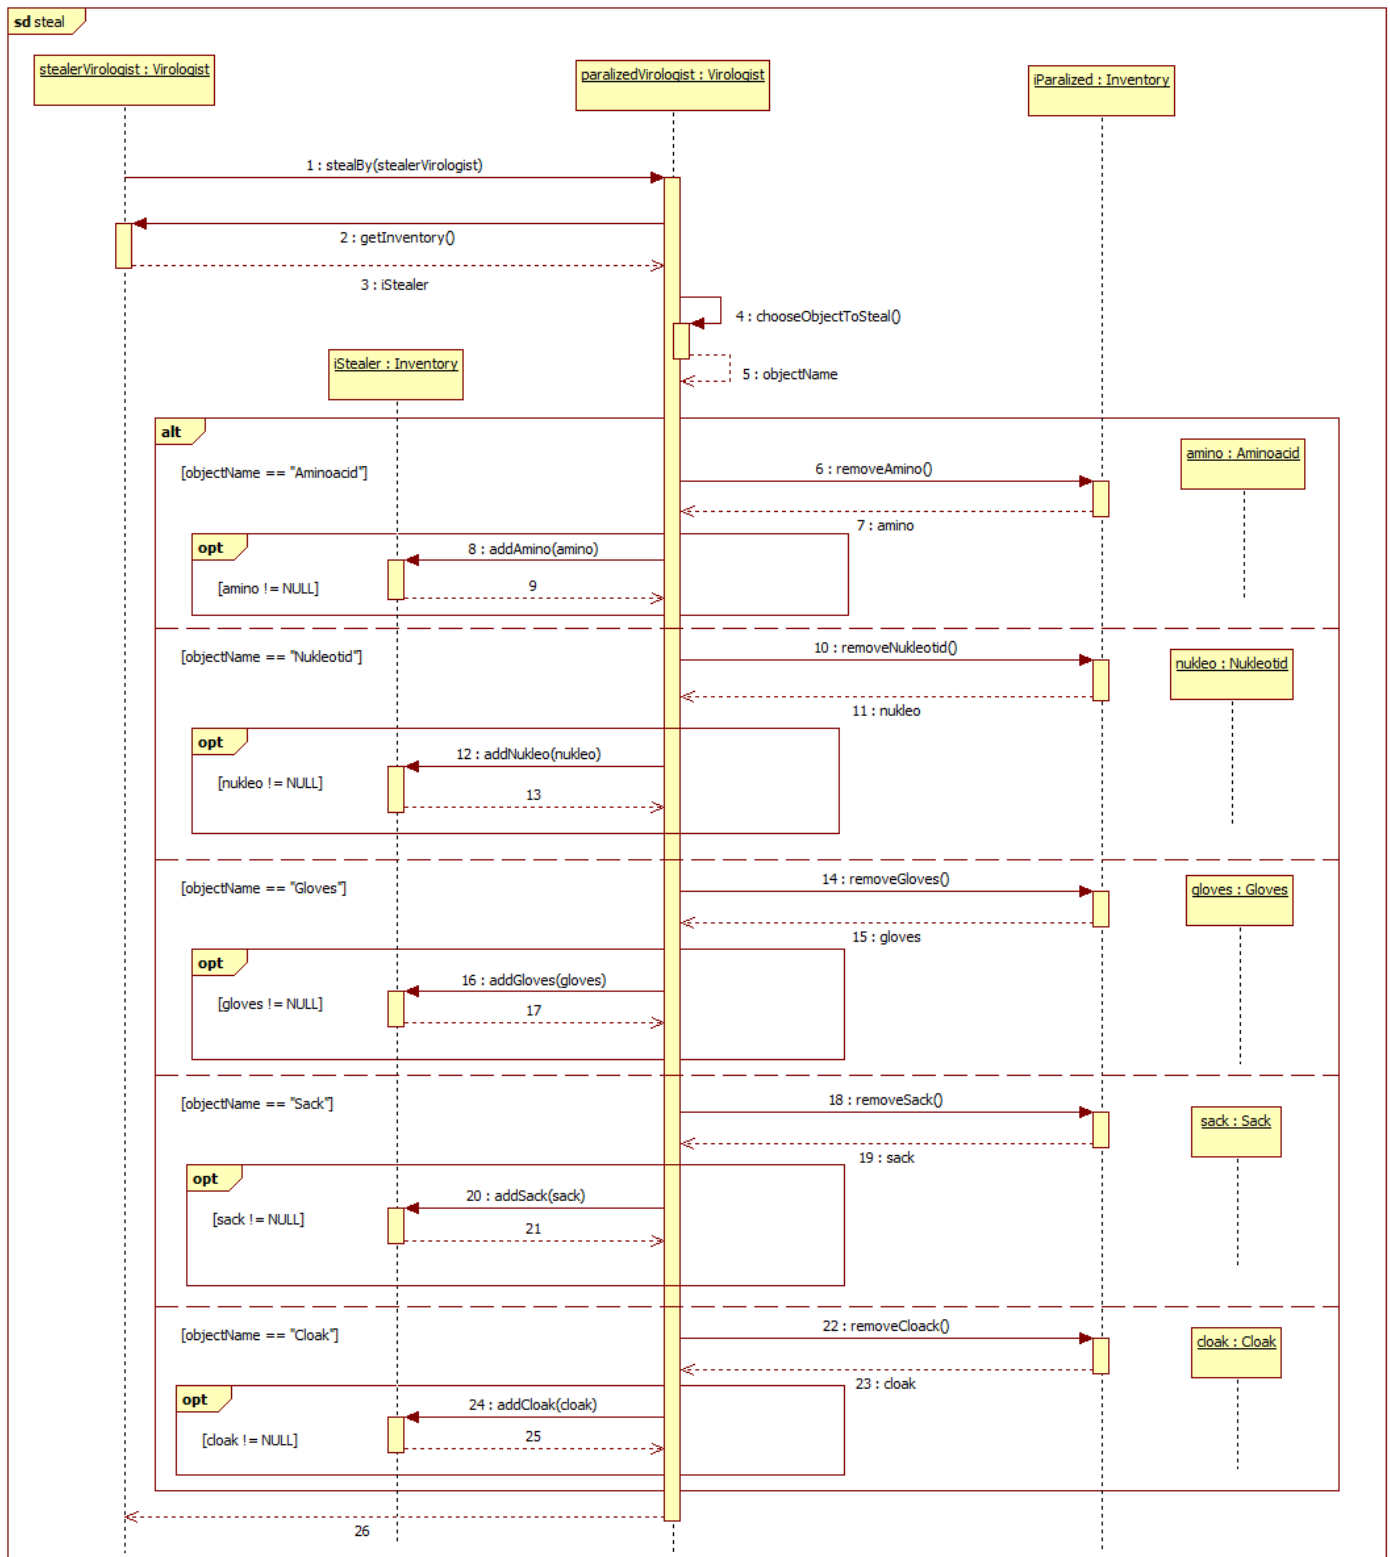 sd steal
stealerVirologist : Virologist
paralizedVirologist : Virologist
iParalized : Inventory
1 : stealBy(stealerVirologist)
2 : getInventory()
3 : iStealer
4 : chooseObjectToSteal()
iStealer : Inventory
5 : objectName
alt
[objectName == "Aminoacid"]
6 : removeAmino()
amino : Aminoacid
7 : amino
opt
8 : addAmino(amino)
[amino != NULL]
9
[objectName == "Nukleotid"]
10 : removeNukleotid()
nukleo : Nukleotid
11 : nukleo
opt
12 : addNukleo(nukleo)
[nukleo != NULL]
13
[objectName == "Gloves"]
14 : removeGloves()
gloves : Gloves
15 : gloves
opt
16 : addGloves(gloves)
[gloves != NULL]
17
[objectName == "Sack"]
18 : removeSack()
sack : Sack
19 : sack
opt
20 : addSack(sack)
[sack != NULL]
21
[objectName == "Cloak"]
22 : removeCloack()
cloak : Cloak
23 : cloak
opt
24 : addCloak(cloak)
[cloak != NULL]
25
26